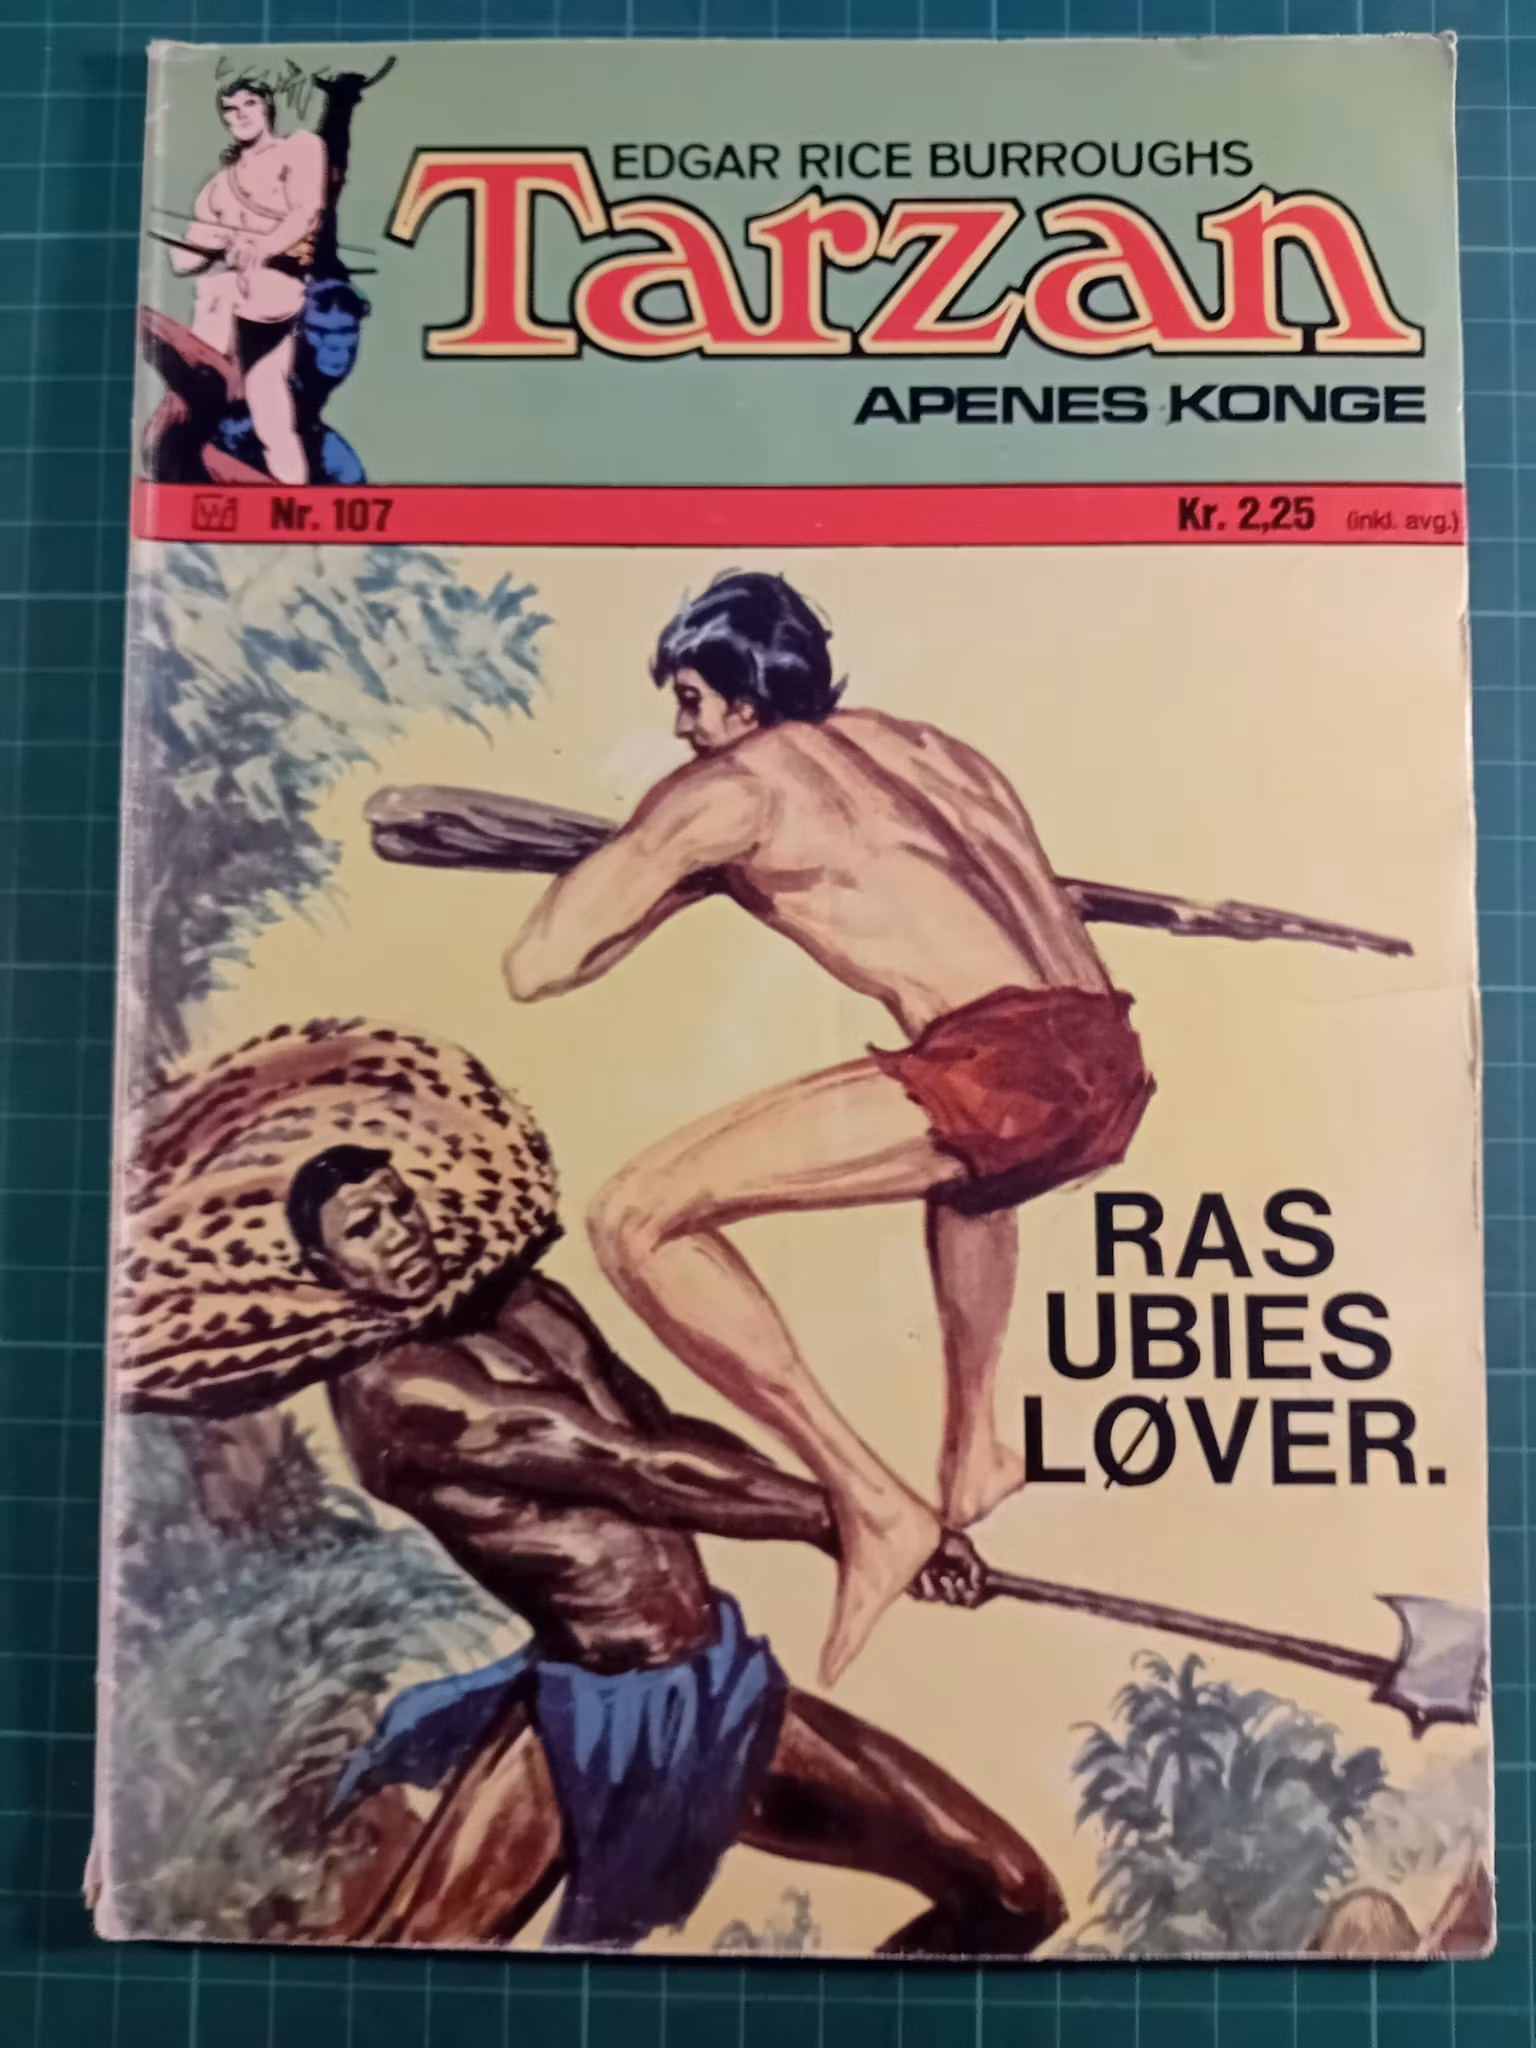 EDGAR RICE BURROUGHS
Tarzan
APENES KONGE
Nr. 107 Kr. 2,25 (inkl. avg.)
RAS
UBIES
LØVER.